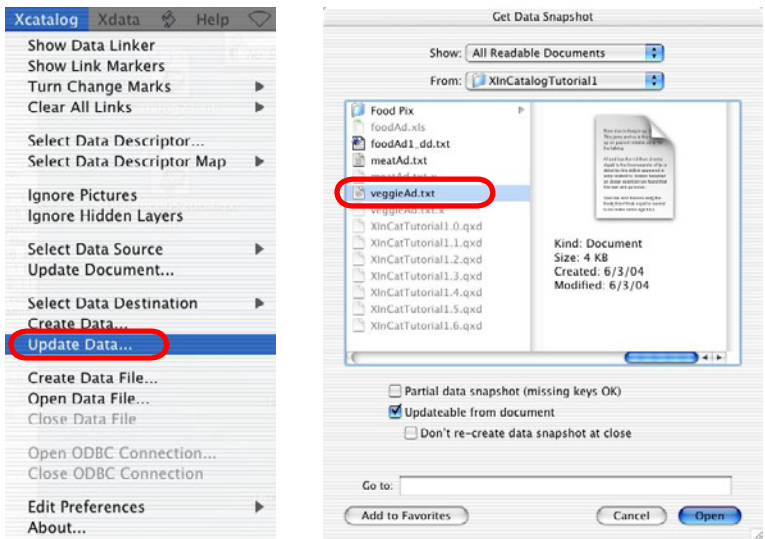 Xcatalog Xdata Help
Show Data Linker
Show Link Markers
Turn Change Marks
Clear All Links
Select Data Descriptor...
Select Data Descriptor Map
Ignore Pictures
Ignore Hidden Layers
Select Data Source
Update Document...
Select Data Destination
Create Data...
Update Data...
Create Data File...
Open Data File...
Close Data File
Open ODBC Connection...
Close ODBC Connection
Edit Preferences
About...
Get Data Snapshot
Show: All Readable Documents
From: XInCatalogTutorial1
Food Pix
foodAd.xls
foodAd1_dd.txt
meatAd.txt
meatAd.txt.x
veggieAd.txt
veggieAd.txt.x
XInCatTutorial1.0.qxd
XInCatTutorial1.1.qxd
XInCatTutorial1.2.qxd
XInCatTutorial1.3.qxd
XInCatTutorial1.4.qxd
XInCatTutorial1.5.qxd
XInCatTutorial1.6.qxd
Kind: Document
Size: 4 KB
Created: 6/3/04
Modified: 6/3/04
Partial data snapshot (missing keys OK)
Updateable from document
Don't re-create data snapshot at close
Go to:
Add to Favorites
Cancel
Open